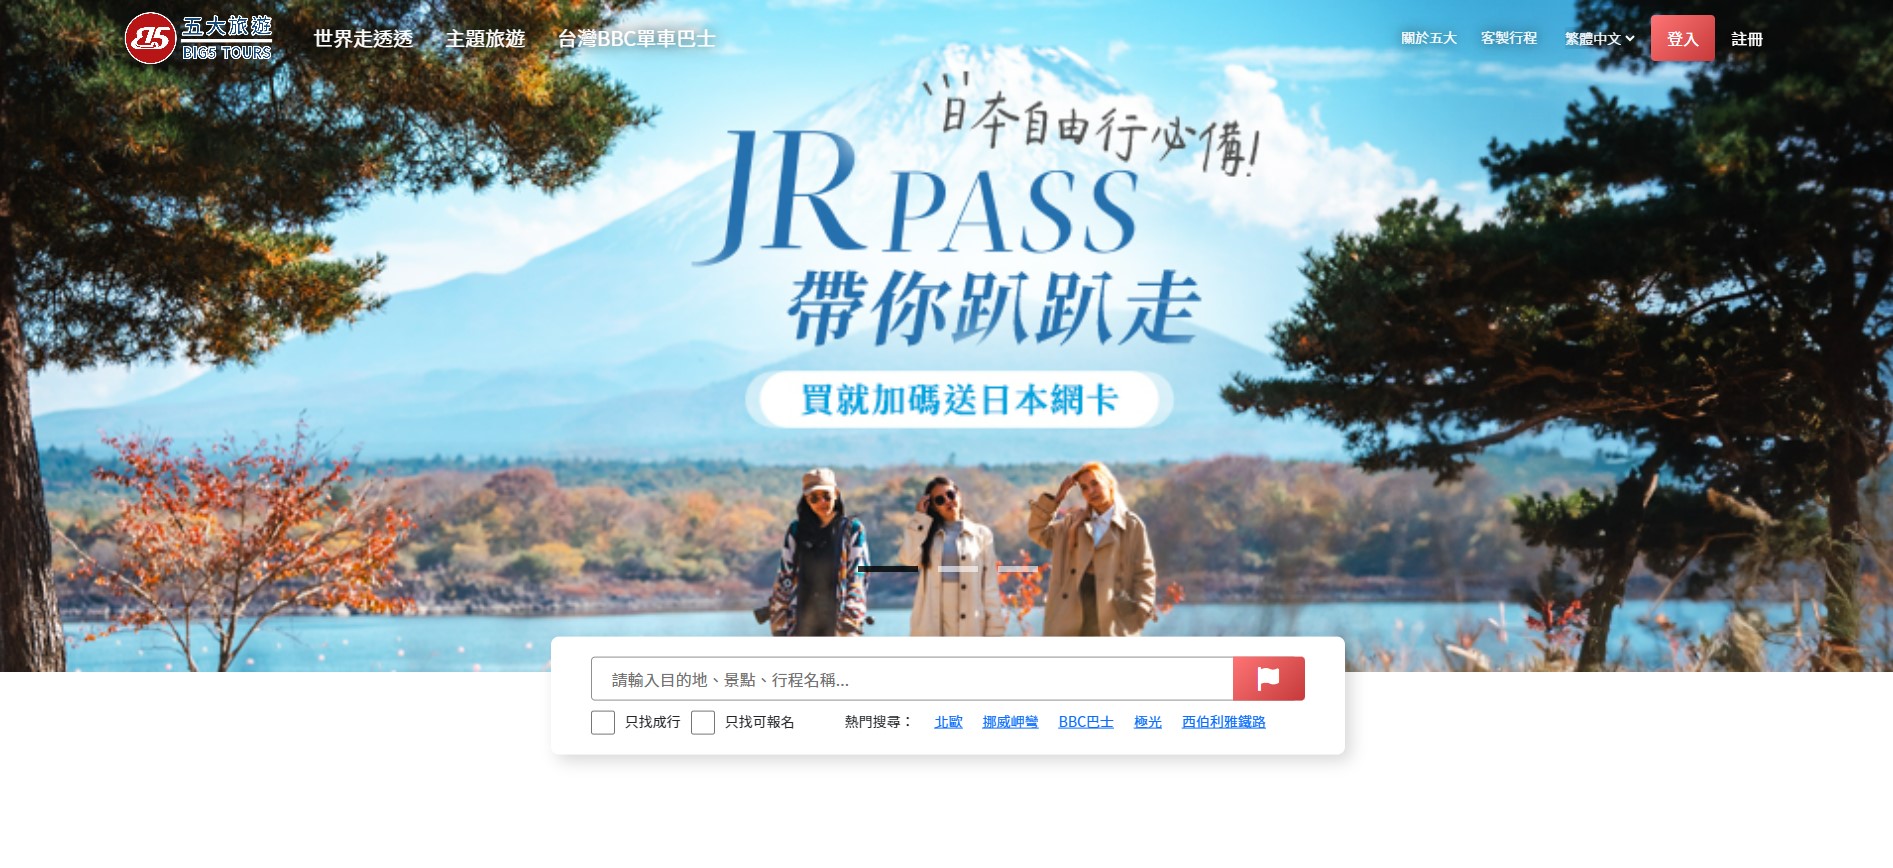 五大旅遊
BIG5 TOURS
世界走透透
主題旅遊
台灣BBC單車巴士
關於五大
客製行程
繁體中文
登入
註冊
日本自由行必備!
JR PASS
帶你趴趴走
買就加碼送日本網卡
請輸入目的地、景點、行程名稱...
只找成行
只找可報名
熱門搜尋：
北歐
挪威岬彎
BBC巴士
極光
西伯利雅鐵路